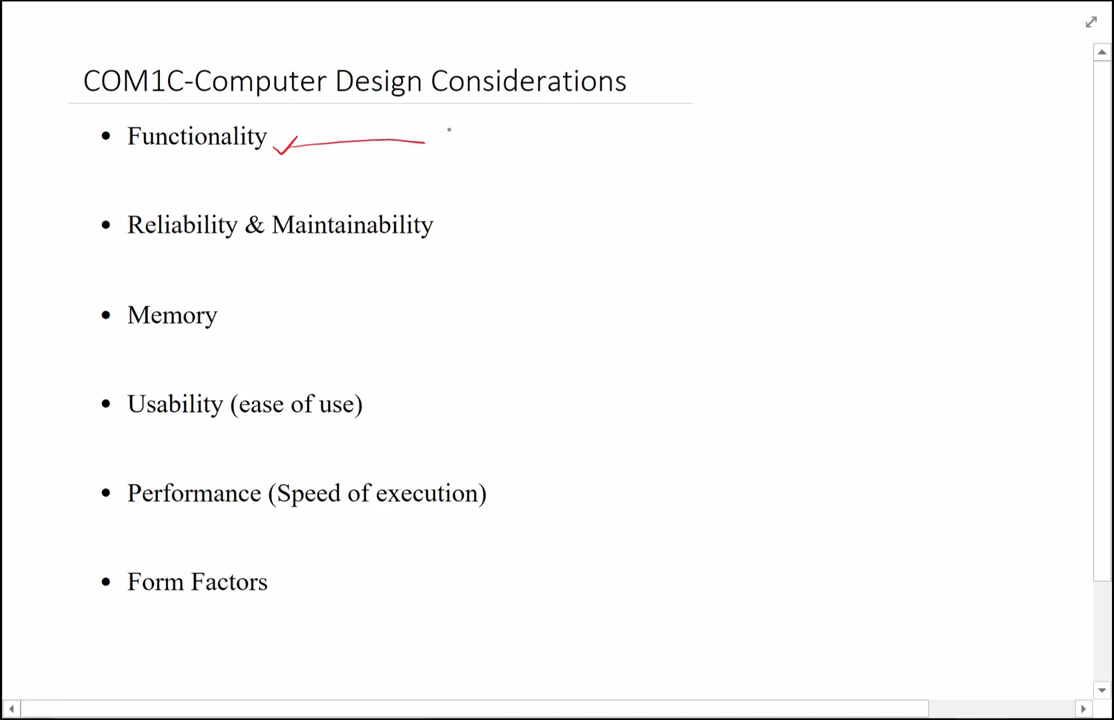 COM1C-Computer Design Considerations
• Functionality
• Reliability & Maintainability
• Memory
• Usability (ease of use)
• Performance (Speed of execution)
• Form Factors